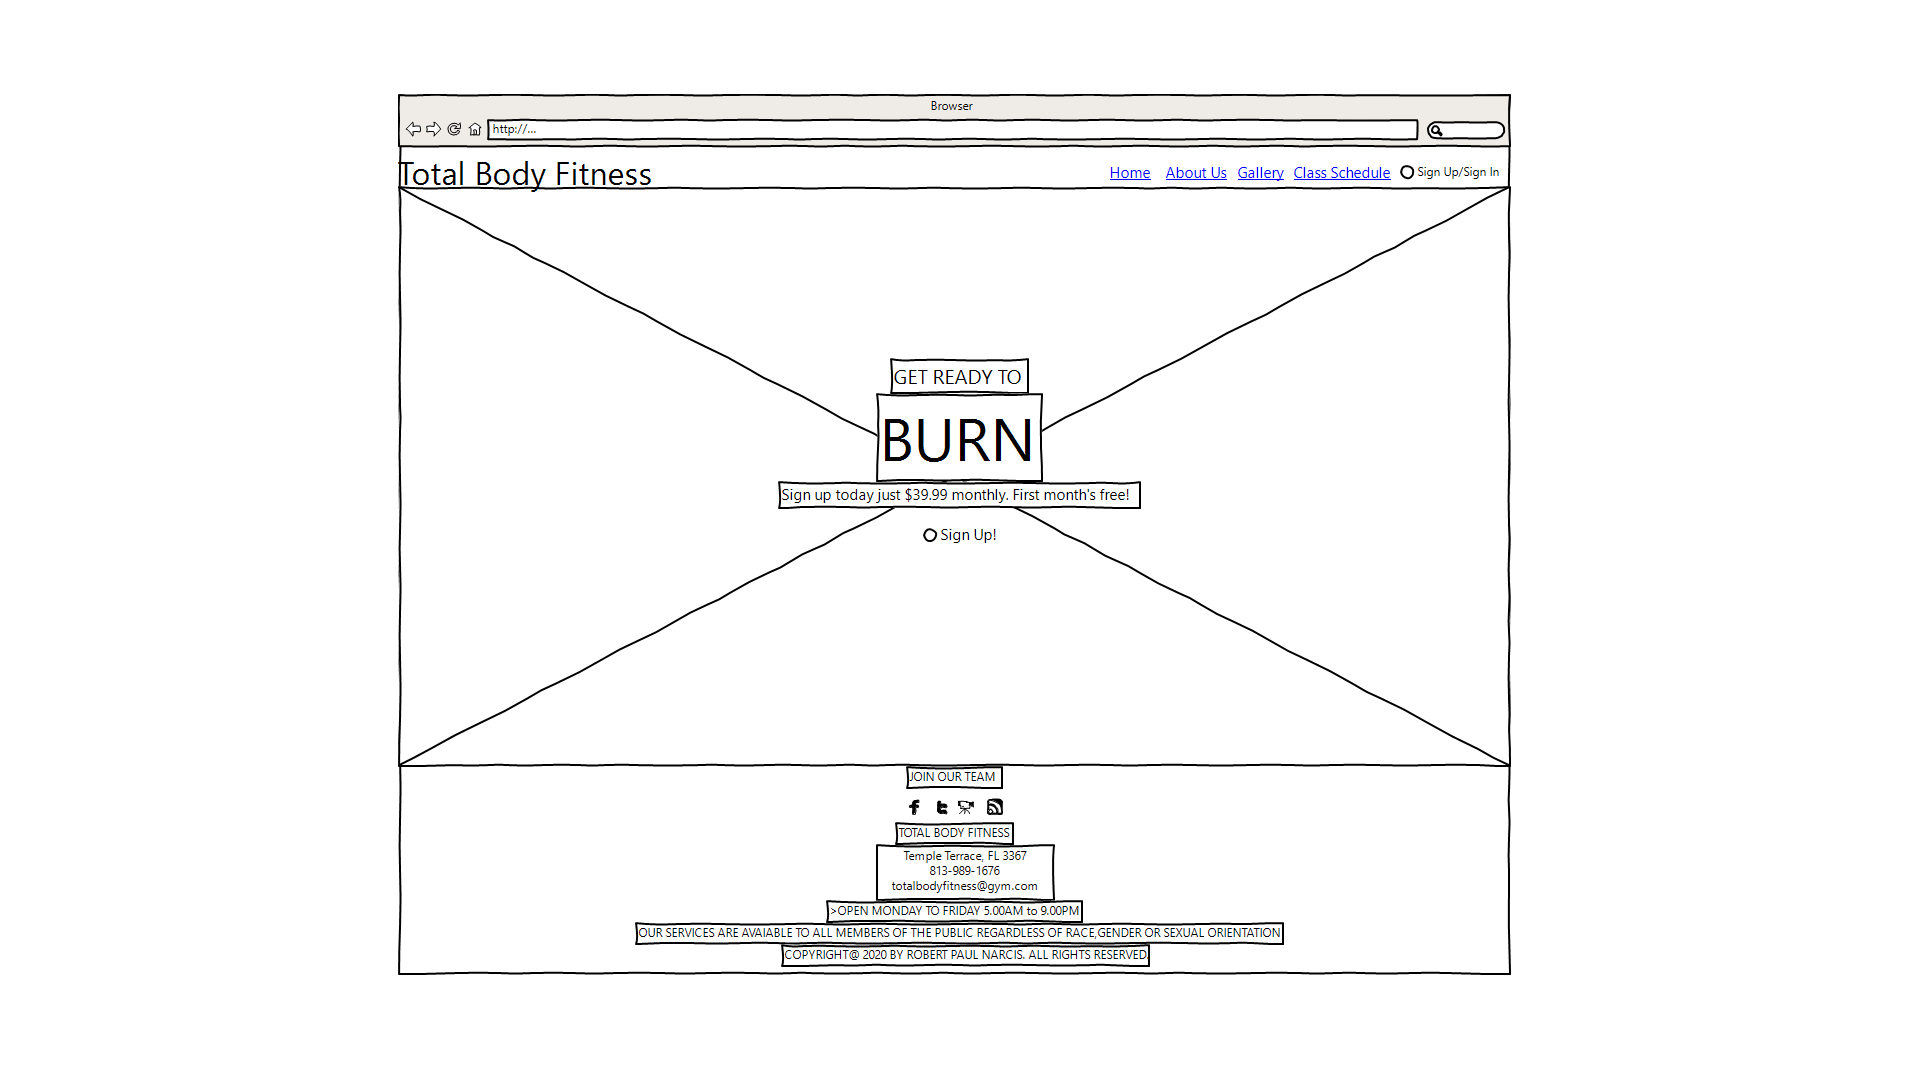 Browser
http://...
Total Body Fitness
Home About Us Gallery Class Schedule Sign Up/Sign In
GET READY TO
BURN
Sign up today just $39.99 monthly. First month's free!
Sign Up!
JOIN OUR TEAM
TOTAL BODY FITNESS
Temple Terrace, FL 3367
813-989-1676
totalbodyfitness@gym.com
>OPEN MONDAY TO FRIDAY 5.00AM to 9.00PM
OUR SERVICES ARE AVAIABLE TO ALL MEMBERS OF THE PUBLIC REGARDLESS OF RACE,GENDER OR SEXUAL ORIENTATION
COPYRIGHT@ 2020 BY ROBERT PAUL NARCIS. ALL RIGHTS RESERVED.